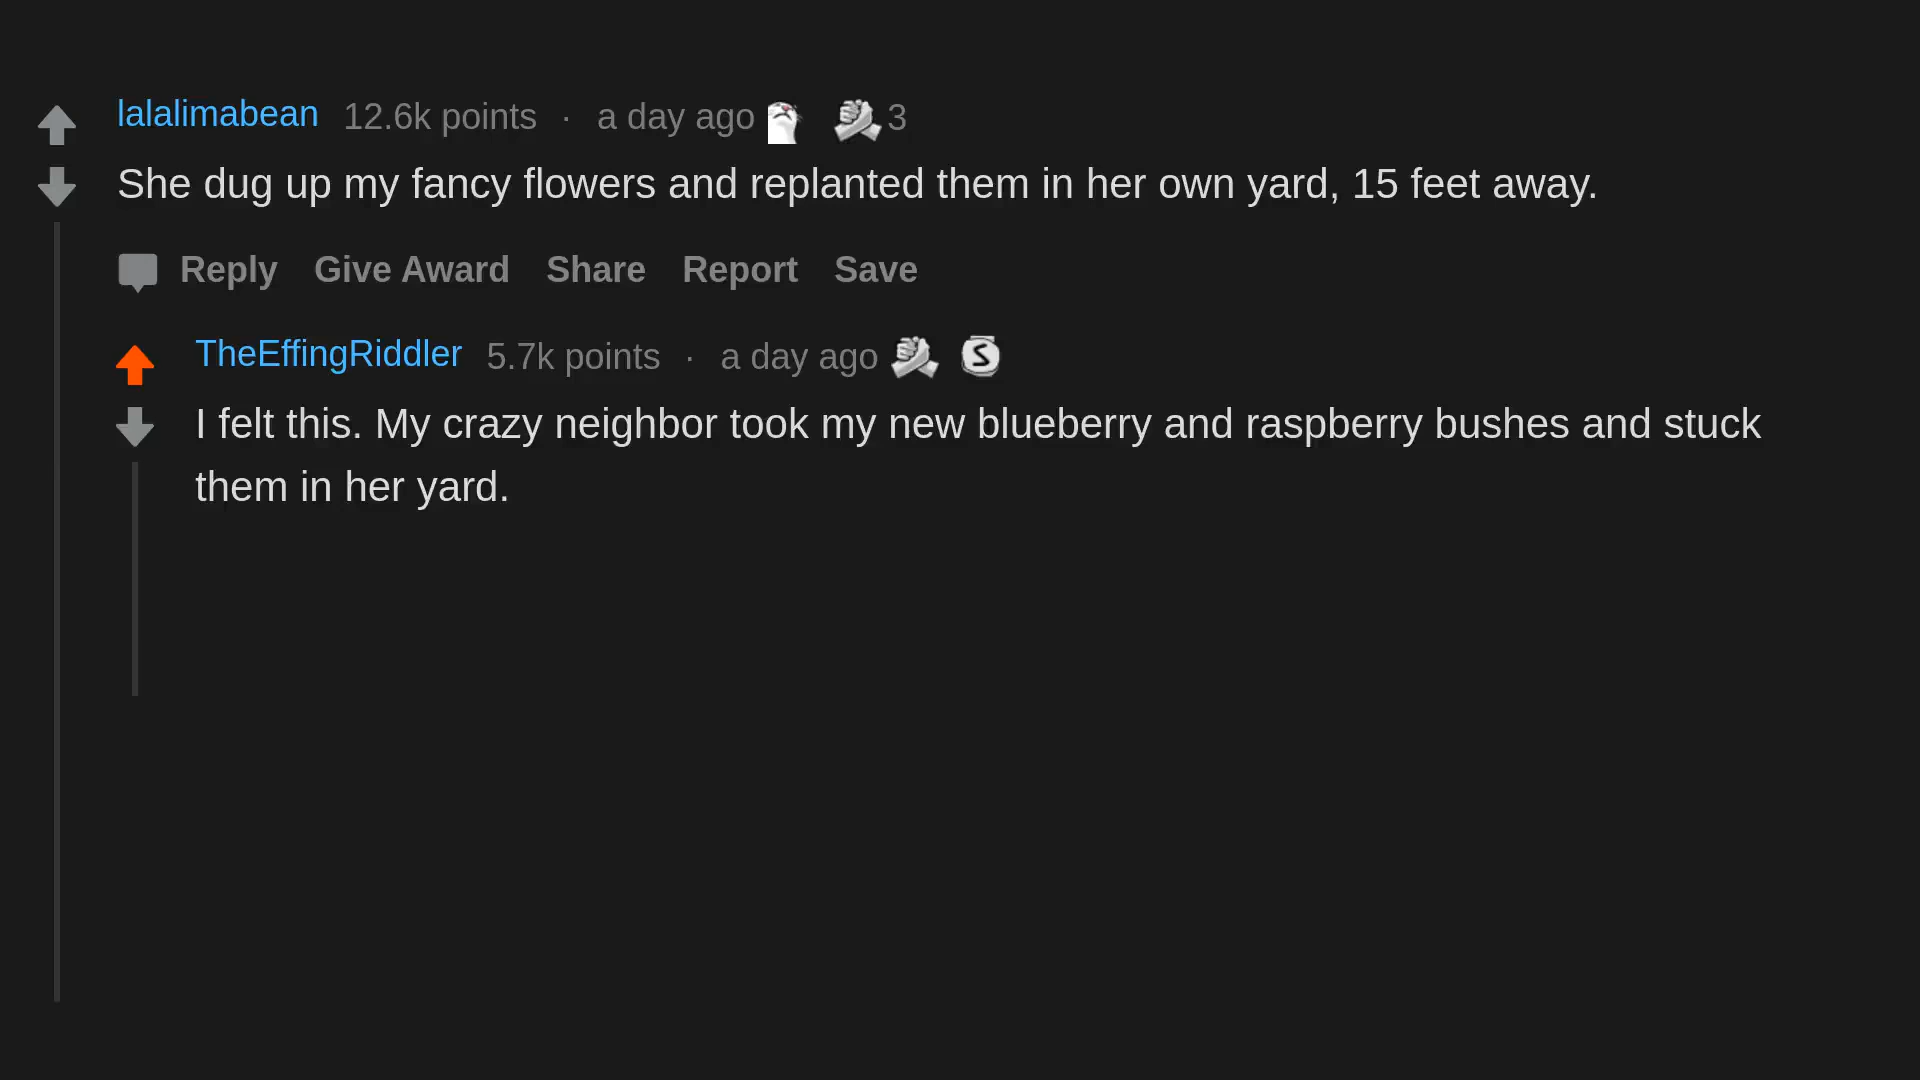 lalalimabean 12.6k points · a day ago 3
She dug up my fancy flowers and replanted them in her own yard, 15 feet away.
Reply Give Award Share Report Save
TheEffingRiddler 5.7k points · a day ago S
I felt this. My crazy neighbor took my new blueberry and raspberry bushes and stuck
them in her yard.